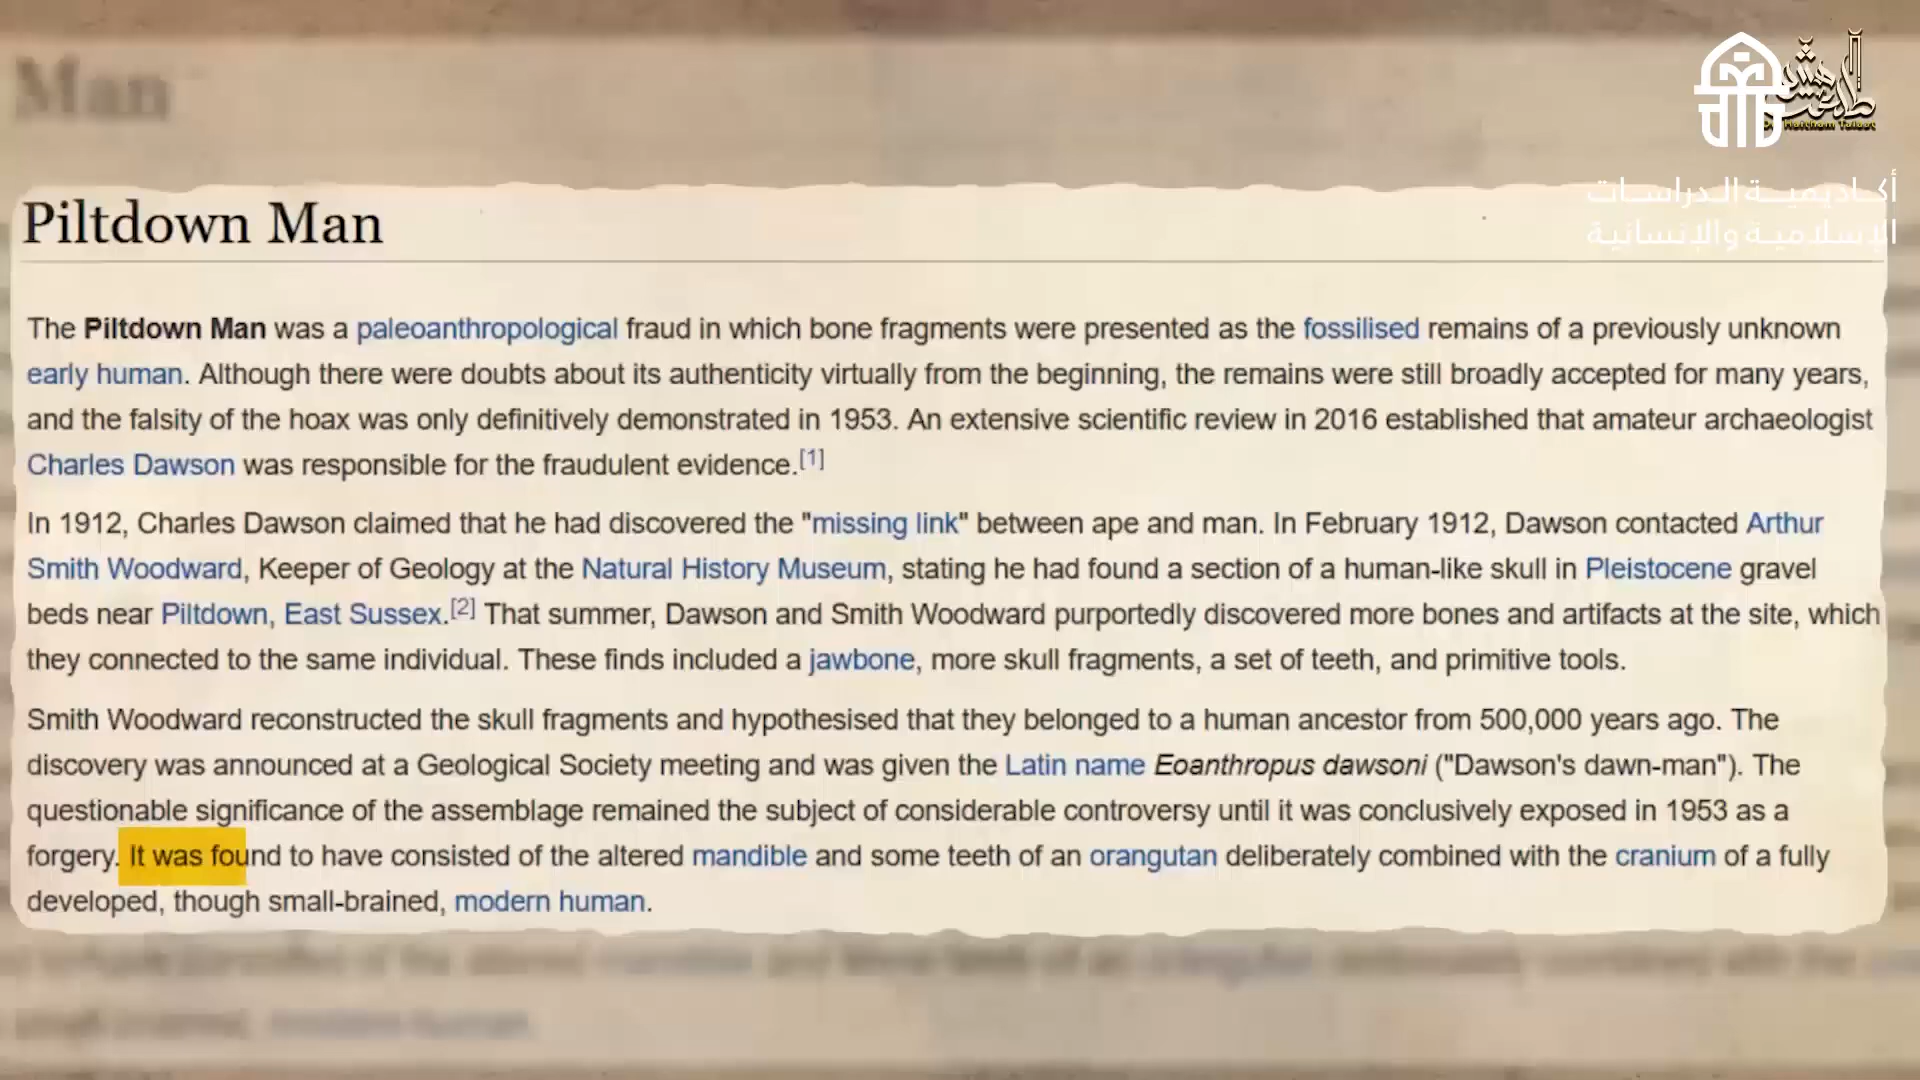 Man
هيثم طلعت
Dr. Haitham Talaat
أكـاديميــة الـدراسـات
الإسلاميـة والإنسانية
Piltdown Man
The Piltdown Man was a paleoanthropological fraud in which bone fragments were presented as the fossilised remains of a previously unknown
early human. Although there were doubts about its authenticity virtually from the beginning, the remains were still broadly accepted for many years,
and the falsity of the hoax was only definitively demonstrated in 1953. An extensive scientific review in 2016 established that amateur archaeologist
Charles Dawson was responsible for the fraudulent evidence.[1]
In 1912, Charles Dawson claimed that he had discovered the "missing link" between ape and man. In February 1912, Dawson contacted Arthur
Smith Woodward, Keeper of Geology at the Natural History Museum, stating he had found a section of a human-like skull in Pleistocene gravel
beds near Piltdown, East Sussex.[2] That summer, Dawson and Smith Woodward purportedly discovered more bones and artifacts at the site, which
they connected to the same individual. These finds included a jawbone, more skull fragments, a set of teeth, and primitive tools.
Smith Woodward reconstructed the skull fragments and hypothesised that they belonged to a human ancestor from 500,000 years ago. The
discovery was announced at a Geological Society meeting and was given the Latin name Eoanthropus dawsoni ("Dawson's dawn-man"). The
questionable significance of the assemblage remained the subject of considerable controversy until it was conclusively exposed in 1953 as a
forgery. It was found to have consisted of the altered mandible and some teeth of an orangutan deliberately combined with the cranium of a fully
developed, though small-brained, modern human.